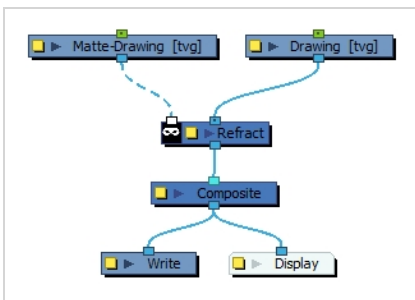 Matte-Drawing [tvg]
Drawing [tvg]
Refract
Composite
Write
Display